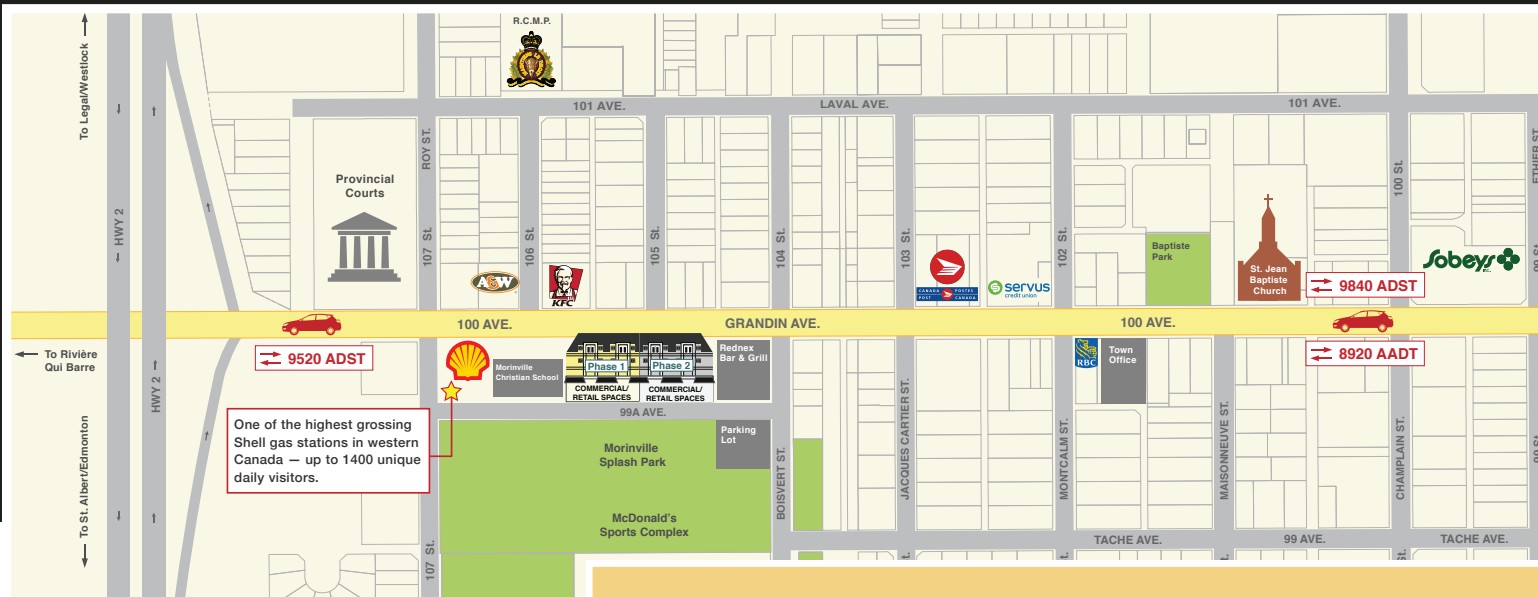 R.C.M.P.
To Legal/Westlock
101 AVE.
LAVAL AVE.
101 AVE.
ROY ST.
ETHIER ST.
100 St.
Provincial
Courts
HWY 2
107 St.
106 St.
105 St.
104 St.
103 St.
102 St.
99 St.
A&W
KFC
CANADA POSTES
POST CANADA
servus
credit union
Baptiste
Park
St. Jean
Baptiste
Church
Sobeys
INC.
9840 ADST
100 AVE.
GRANDIN AVE.
100 AVE.
To Rivière
Qui Barre
9520 ADST
Morinville
Christian School
Phase 1
Phase 2
COMMERCIAL/
RETAIL SPACES
COMMERCIAL/
RETAIL SPACES
Rednex
Bar & Grill
RBC
Town
Office
8920 AADT
HWY 2
99A AVE.
One of the highest grossing
Shell gas stations in western
Canada — up to 1400 unique
daily visitors.
Morinville
Splash Park
Parking
Lot
McDonald's
Sports Complex
To St. Albert/Edmonton
BOISVERT ST.
JACQUES CARTIER ST.
MONTCALM ST.
MAISONNEUVE ST.
CHAMPLAIN ST.
99 St.
107 St.
TACHE AVE.
99 AVE.
TACHE AVE.